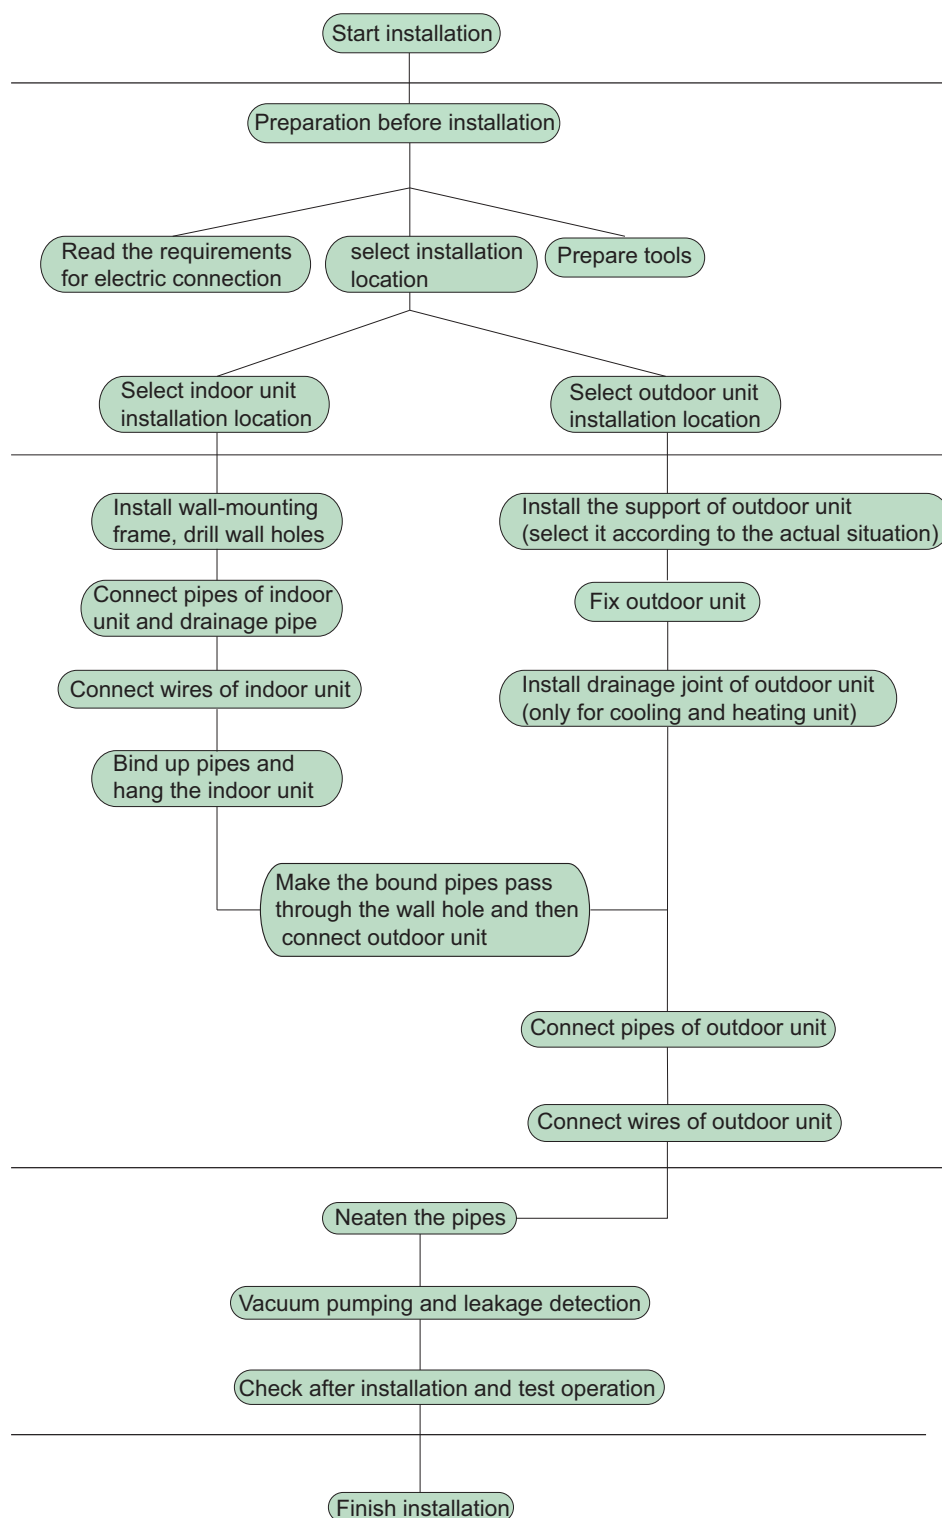 Start installation
Preparation before installation
Read the requirements
for electric connection
select installation
location
Prepare tools
Select indoor unit
installation location
Select outdoor unit
installation location
Install wall-mounting
frame, drill wall holes
Install the support of outdoor unit
(select it according to the actual situation)
Connect pipes of indoor
unit and drainage pipe
Fix outdoor unit
Connect wires of indoor unit
Install drainage joint of outdoor unit
(only for cooling and heating unit)
Bind up pipes and
hang the indoor unit
Make the bound pipes pass
through the wall hole and then
connect outdoor unit
Connect pipes of outdoor unit
Connect wires of outdoor unit
Neaten the pipes
Vacuum pumping and leakage detection
Check after installation and test operation
Finish installation